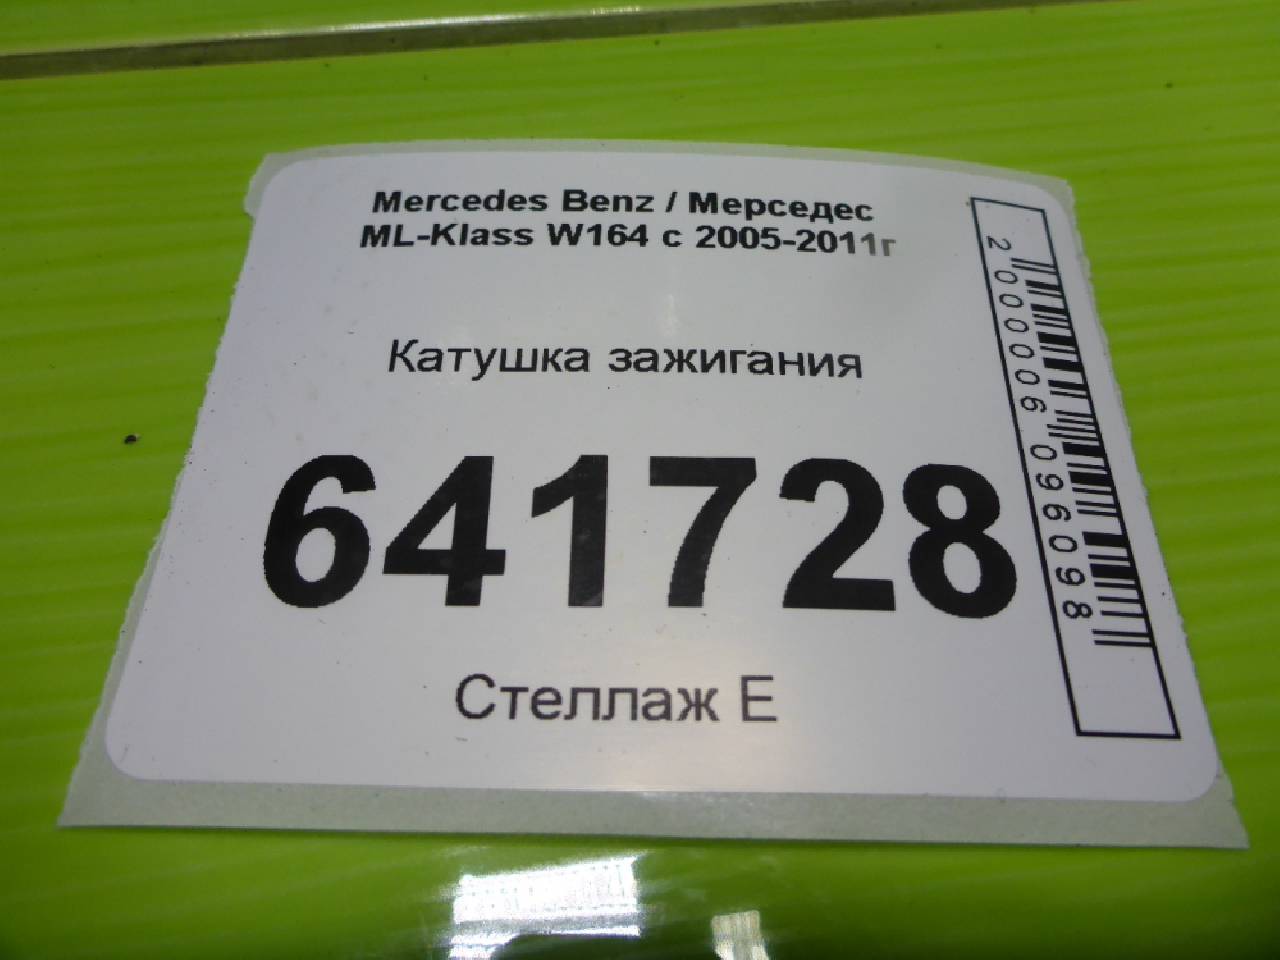 Mercedes Benz / Мерседес
ML-Klass W164 с 2005-2011г
Катушка зажигания
641728
Стеллаж Е
2000006096098